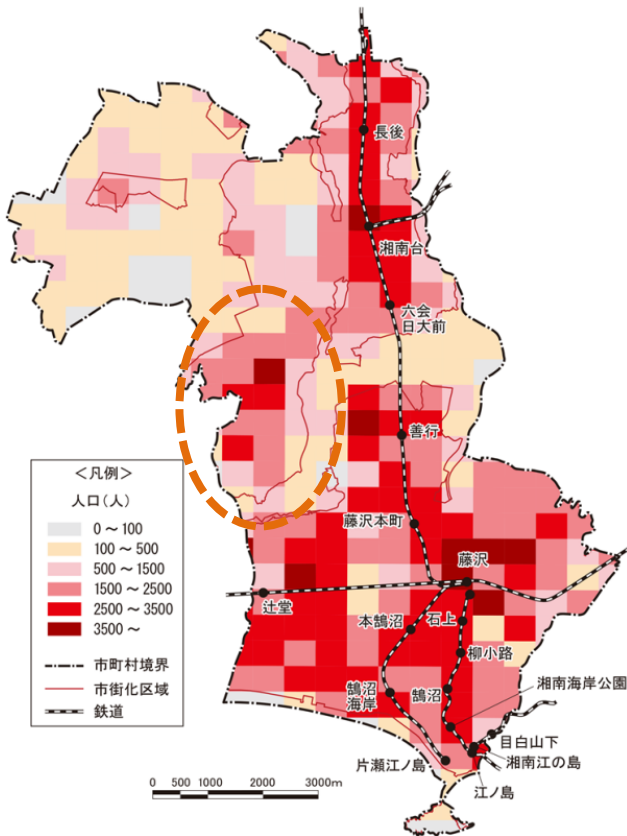 長後
湘南台
六会
日大前
善行
藤沢本町
藤沢
辻堂
本鵠沼
石上
柳小路
鵠沼
海岸
鵠沼
湘南海岸公園
目白山下
湘南江の島
片瀬江ノ島
江ノ島
<凡例>
人口(人)
0～100
100～500
500～1500
1500～2500
2500～3500
3500～
市町村境界
市街化区域
鉄道
0 500 1000 2000 3000m